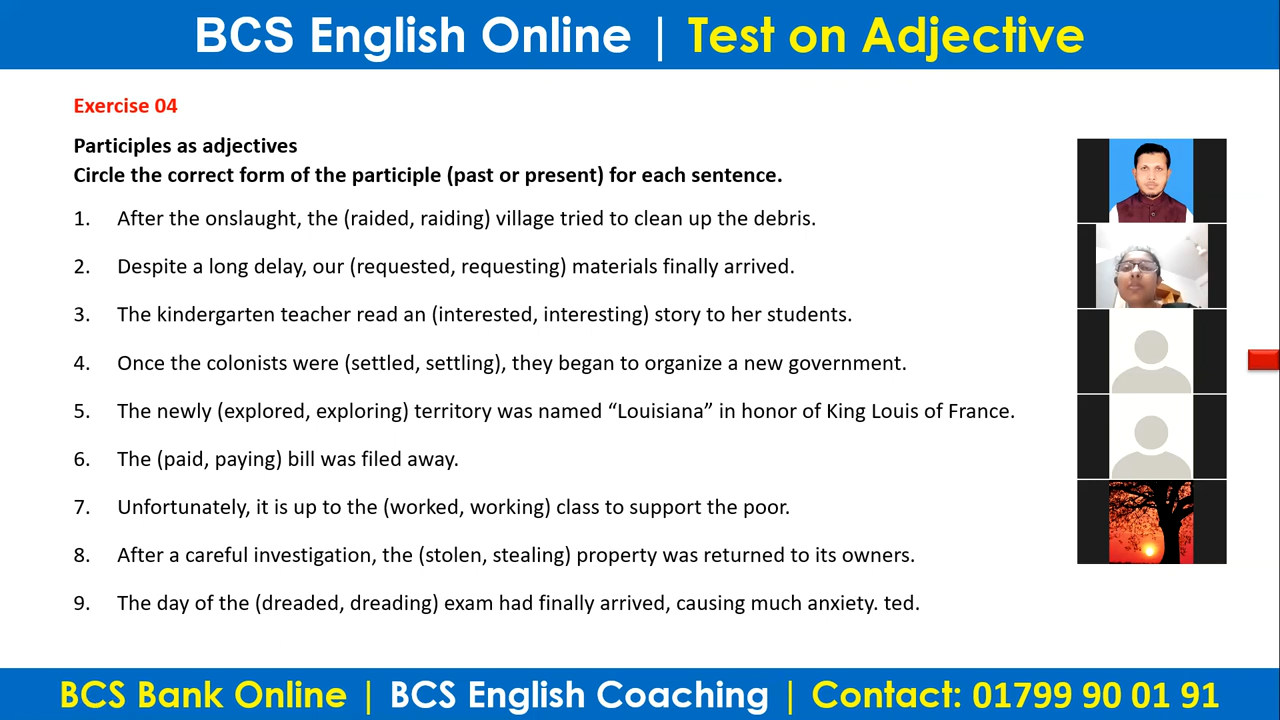 BCS English Online | Test on Adjective
Exercise 04
Participles as adjectives
Circle the correct form of the participle (past or present) for each sentence.
1. After the onslaught, the (raided, raiding) village tried to clean up the debris.
2. Despite a long delay, our (requested, requesting) materials finally arrived.
3. The kindergarten teacher read an (interested, interesting) story to her students.
4. Once the colonists were (settled, settling), they began to organize a new government.
5. The newly (explored, exploring) territory was named “Louisiana” in honor of King Louis of France.
6. The (paid, paying) bill was filed away.
7. Unfortunately, it is up to the (worked, working) class to support the poor.
8. After a careful investigation, the (stolen, stealing) property was returned to its owners.
9. The day of the (dreaded, dreading) exam had finally arrived, causing much anxiety. ted.
BCS Bank Online | BCS English Coaching | Contact: 01799 90 01 91